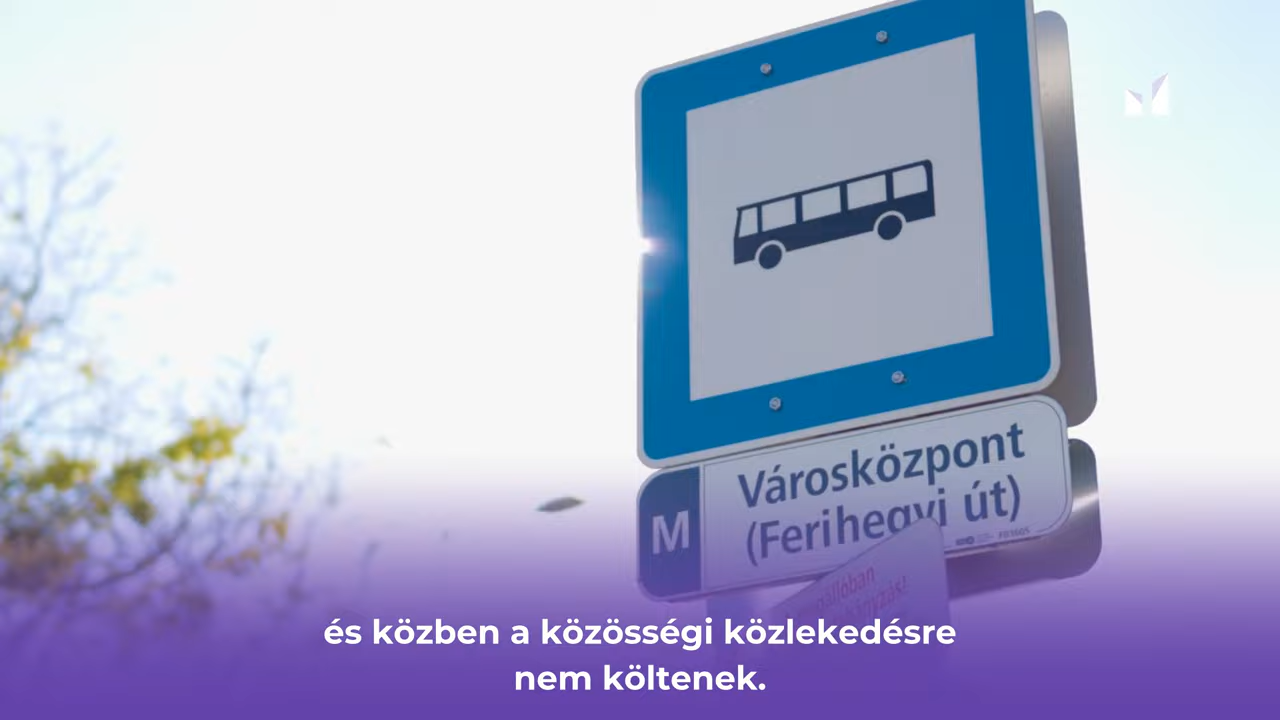 Városközpont
M
(Ferihegyi út)
és közben a közösségi közlekedésre
nem költenek.